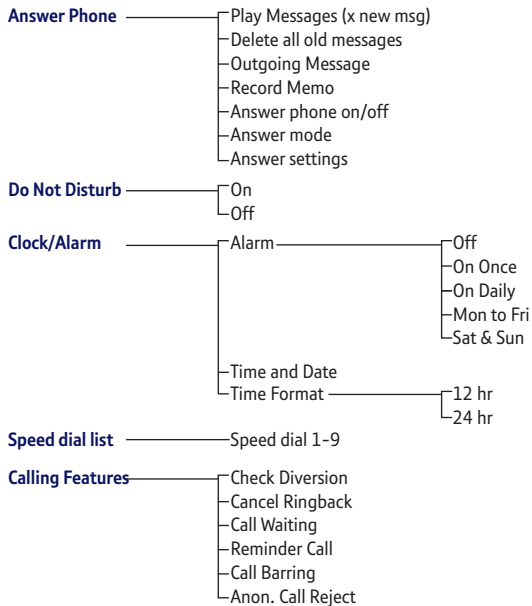 Answer Phone Play Messages (x new msg)
Delete all old messages
Outgoing Message
Record Memo
Answer phone on/off
Answer mode
Answer settings
Do Not Disturb On
Off
Clock/Alarm Alarm Off
On Once
On Daily
Mon to Fri
Sat & Sun
Time and Date
Time Format 12 hr
24 hr
Speed dial list Speed dial 1-9
Calling Features Check Diversion
Cancel Ringback
Call Waiting
Reminder Call
Call Barring
Anon. Call Reject